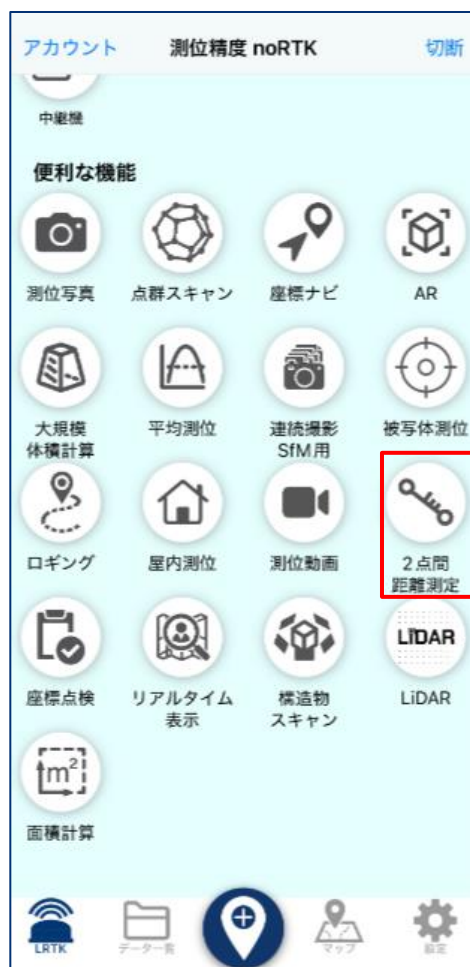 アカウント 測位精度 noRTK 切断
中継機
便利な機能
測位写真 点群スキャン 座標ナビ AR
大規模 平均測位 連続撮影 被写体測位
体積計算 SfM用
ロギング 屋内測位 測位動画 2点間
距離測定
LiDAR
座標点検 リアルタイム 構造物 LiDAR
表示 スキャン
m²
面積計算
LRTK データ一覧 マップ 設定